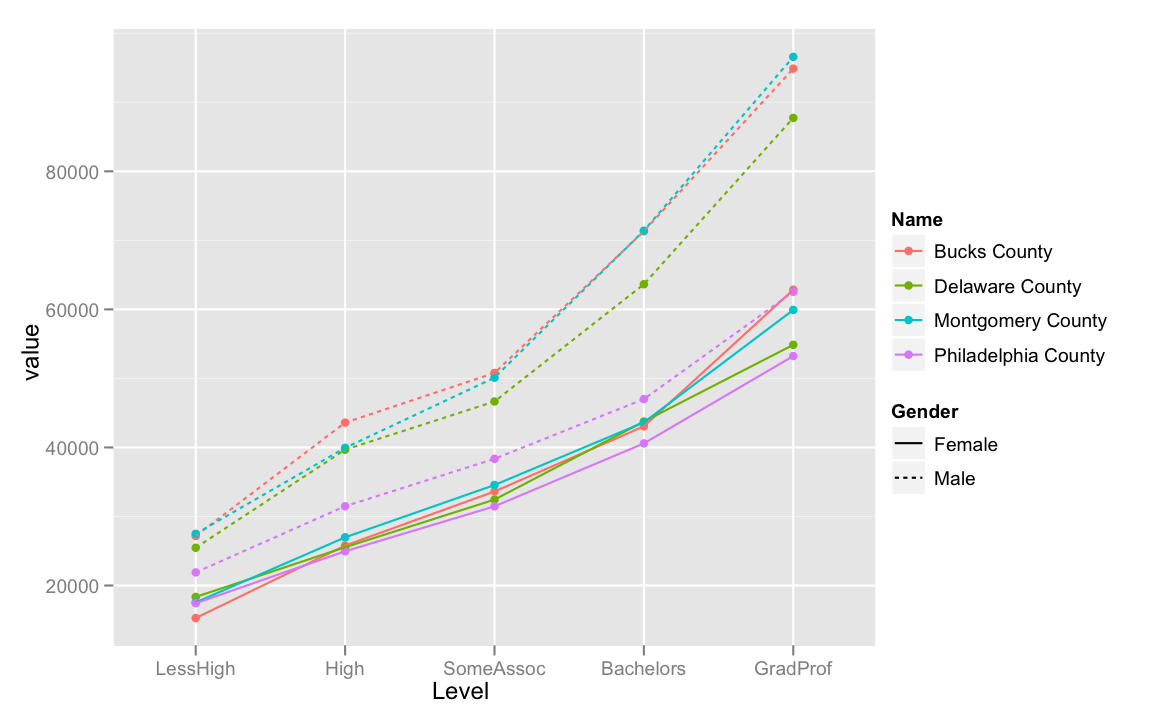 80000
60000
40000
20000
value
LessHigh
High
SomeAssoc
Bachelors
GradProf
Level
Name
Bucks County
Delaware County
Montgomery County
Philadelphia County
Gender
Female
Male